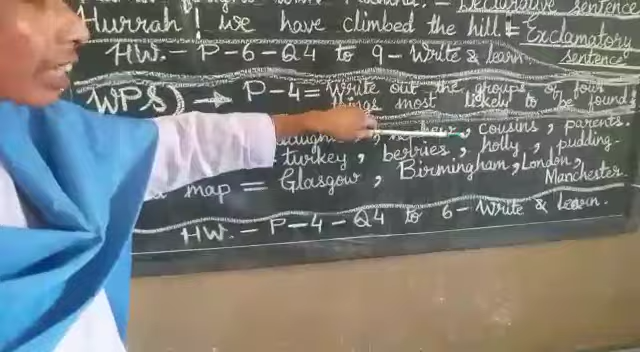 Declarative sentence
Hurrah! we have climbed the hill! = Exclamatory sentence
HW. - P-6-Q4 to 9 - Write & learn.
WPS) → P-4 = Write out the groups of four
things most likely to be found
, cousins, parents.
turkey, berries, holly, pudding.
map = Glasgow, Birmingham, London,
Manchester.
HW. - P-4-Q4 to 6 - Write & learn.